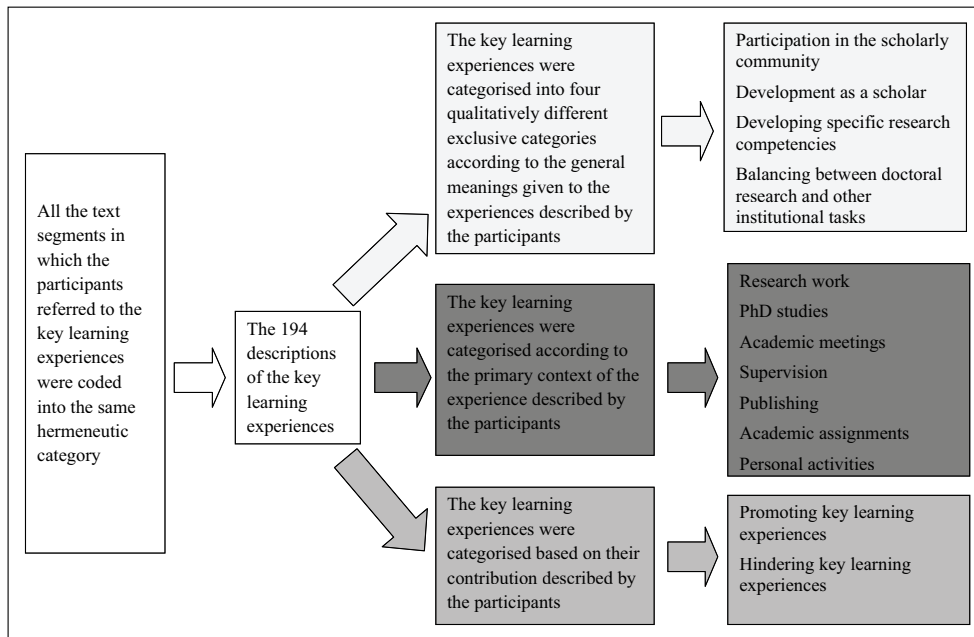 All the text
segments in
which the
participants
referred to the
key learning
experiences
were coded
into the same
hermeneutic
category
The 194
descriptions
of the key
learning
experiences
The key learning
experiences were
categorised into four
qualitatively different
exclusive categories
according to the general
meanings given to the
experiences described by
the participants
Participation in the scholarly
community
Development as a scholar
Developing specific research
competencies
Balancing between doctoral
research and other
institutional tasks
The key learning
experiences were
categorised according to
the primary context of the
experience described by
the participants
Research work
PhD studies
Academic meetings
Supervision
Publishing
Academic assignments
Personal activities
The key learning
experiences were
categorised based on their
contribution described by
the participants
Promoting key learning
experiences
Hindering key learning
experiences